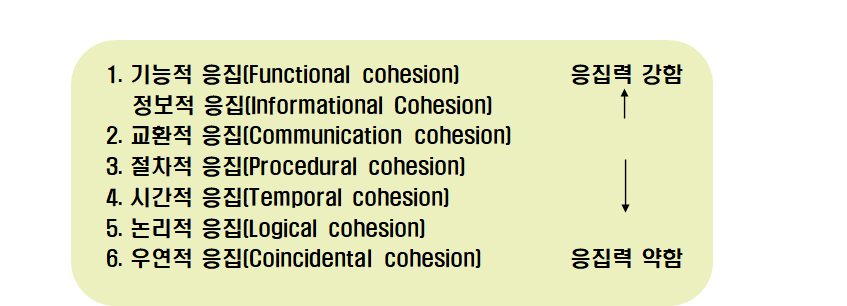 1. 기능적 응집(Functional cohesion) 응집력 강함
정보적 응집(Informational Cohesion)
2. 교환적 응집(Communication cohesion)
3. 절차적 응집(Procedural cohesion)
4. 시간적 응집(Temporal cohesion)
5. 논리적 응집(Logical cohesion)
6. 우연적 응집(Coincidental cohesion) 응집력 약함